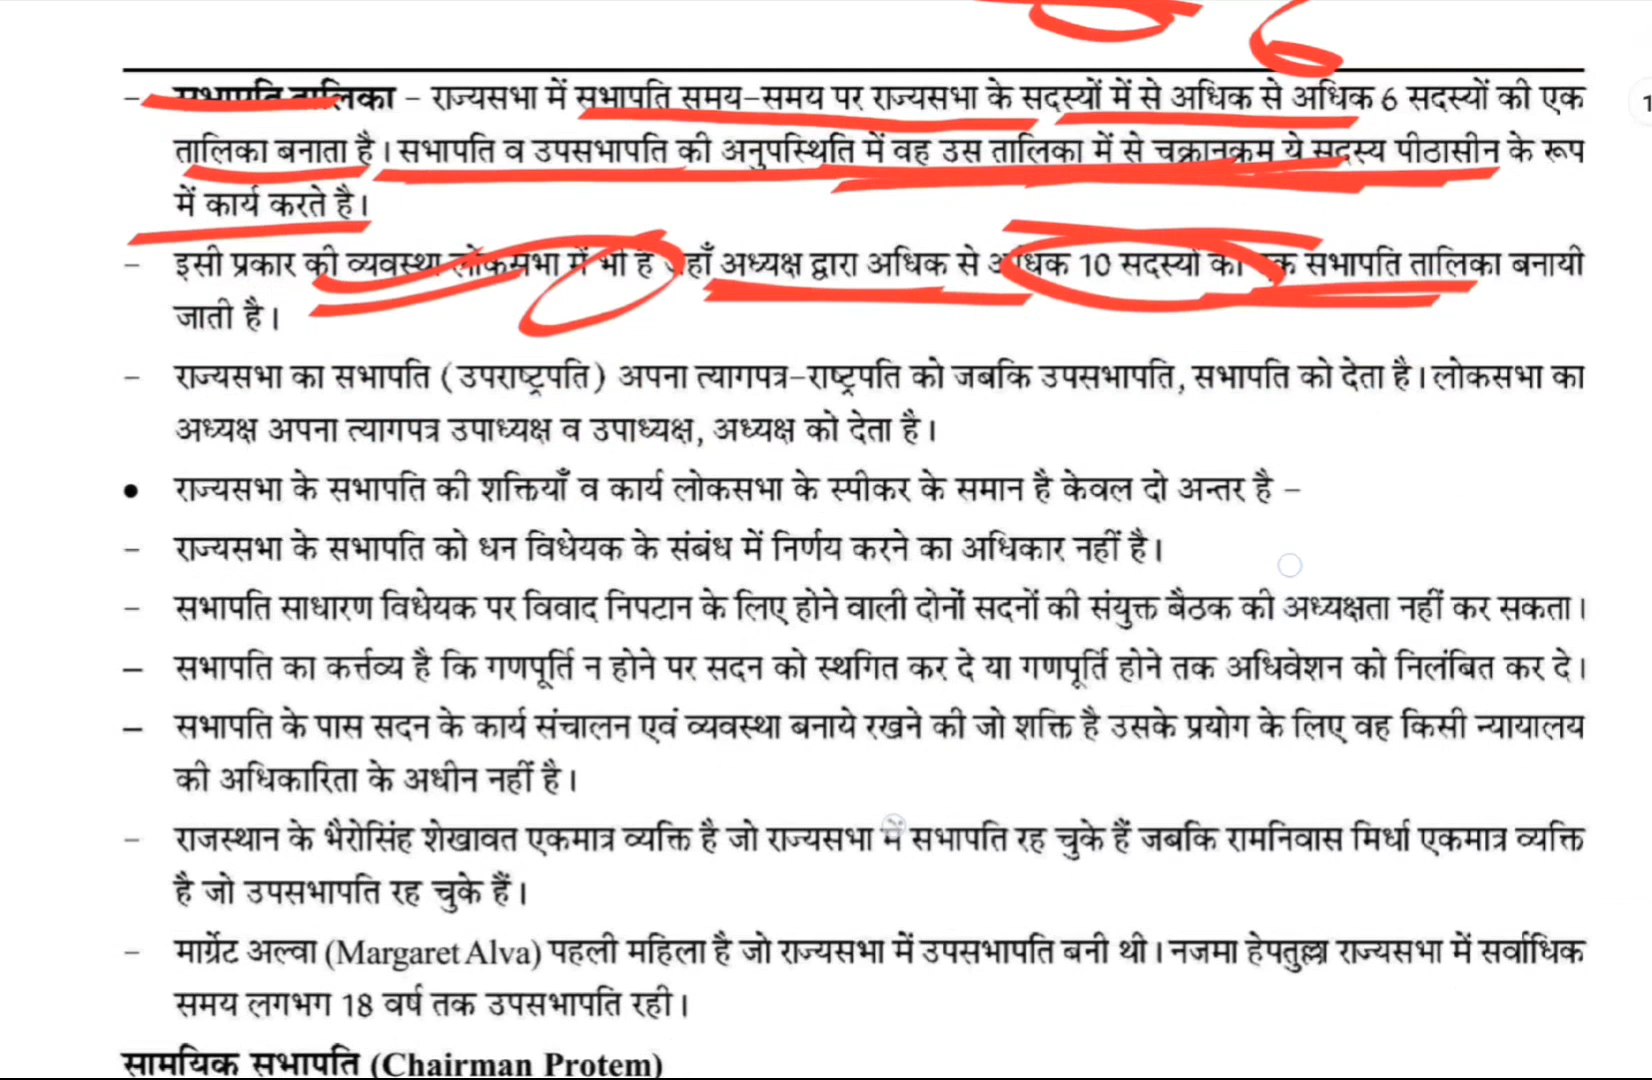 – सभापति तालिका – राज्यसभा में सभापति समय–समय पर राज्यसभा के सदस्यों में से अधिक से अधिक 6 सदस्यों की एक
तालिका बनाता है। सभापति व उपसभापति की अनुपस्थिति में वह उस तालिका में से चक्रानुक्रम ये सदस्य पीठासीन के रूप
में कार्य करते है।
– इसी प्रकार की व्यवस्था लोकसभा में भी है जहाँ अध्यक्ष द्वारा अधिक से अधिक 10 सदस्यों की एक सभापति तालिका बनायी
जाती है।
– राज्यसभा का सभापति (उपराष्ट्रपति) अपना त्यागपत्र–राष्ट्रपति को जबकि उपसभापति, सभापति को देता है। लोकसभा का
अध्यक्ष अपना त्यागपत्र उपाध्यक्ष व उपाध्यक्ष, अध्यक्ष को देता है।
● राज्यसभा के सभापति की शक्तियाँ व कार्य लोकसभा के स्पीकर के समान है केवल दो अन्तर है –
– राज्यसभा के सभापति को धन विधेयक के संबंध में निर्णय करने का अधिकार नहीं है।
– सभापति साधारण विधेयक पर विवाद निपटान के लिए होने वाली दोनों सदनों की संयुक्त बैठक की अध्यक्षता नहीं कर सकता।
– सभापति का कर्त्तव्य है कि गणपूर्ति न होने पर सदन को स्थगित कर दे या गणपूर्ति होने तक अधिवेशन को निलंबित कर दे।
– सभापति के पास सदन के कार्य संचालन एवं व्यवस्था बनाये रखने की जो शक्ति है उसके प्रयोग के लिए वह किसी न्यायालय
की अधिकारिता के अधीन नहीं है।
– राजस्थान के भैरोसिंह शेखावत एकमात्र व्यक्ति है जो राज्यसभा में सभापति रह चुके हैं जबकि रामनिवास मिर्धा एकमात्र व्यक्ति
है जो उपसभापति रह चुके हैं।
– मार्ग्रेट अल्वा (Margaret Alva) पहली महिला है जो राज्यसभा में उपसभापति बनी थी। नजमा हेपतुल्ला राज्यसभा में सर्वाधिक
समय लगभग 18 वर्ष तक उपसभापति रही।
सामयिक सभापति (Chairman Protem)